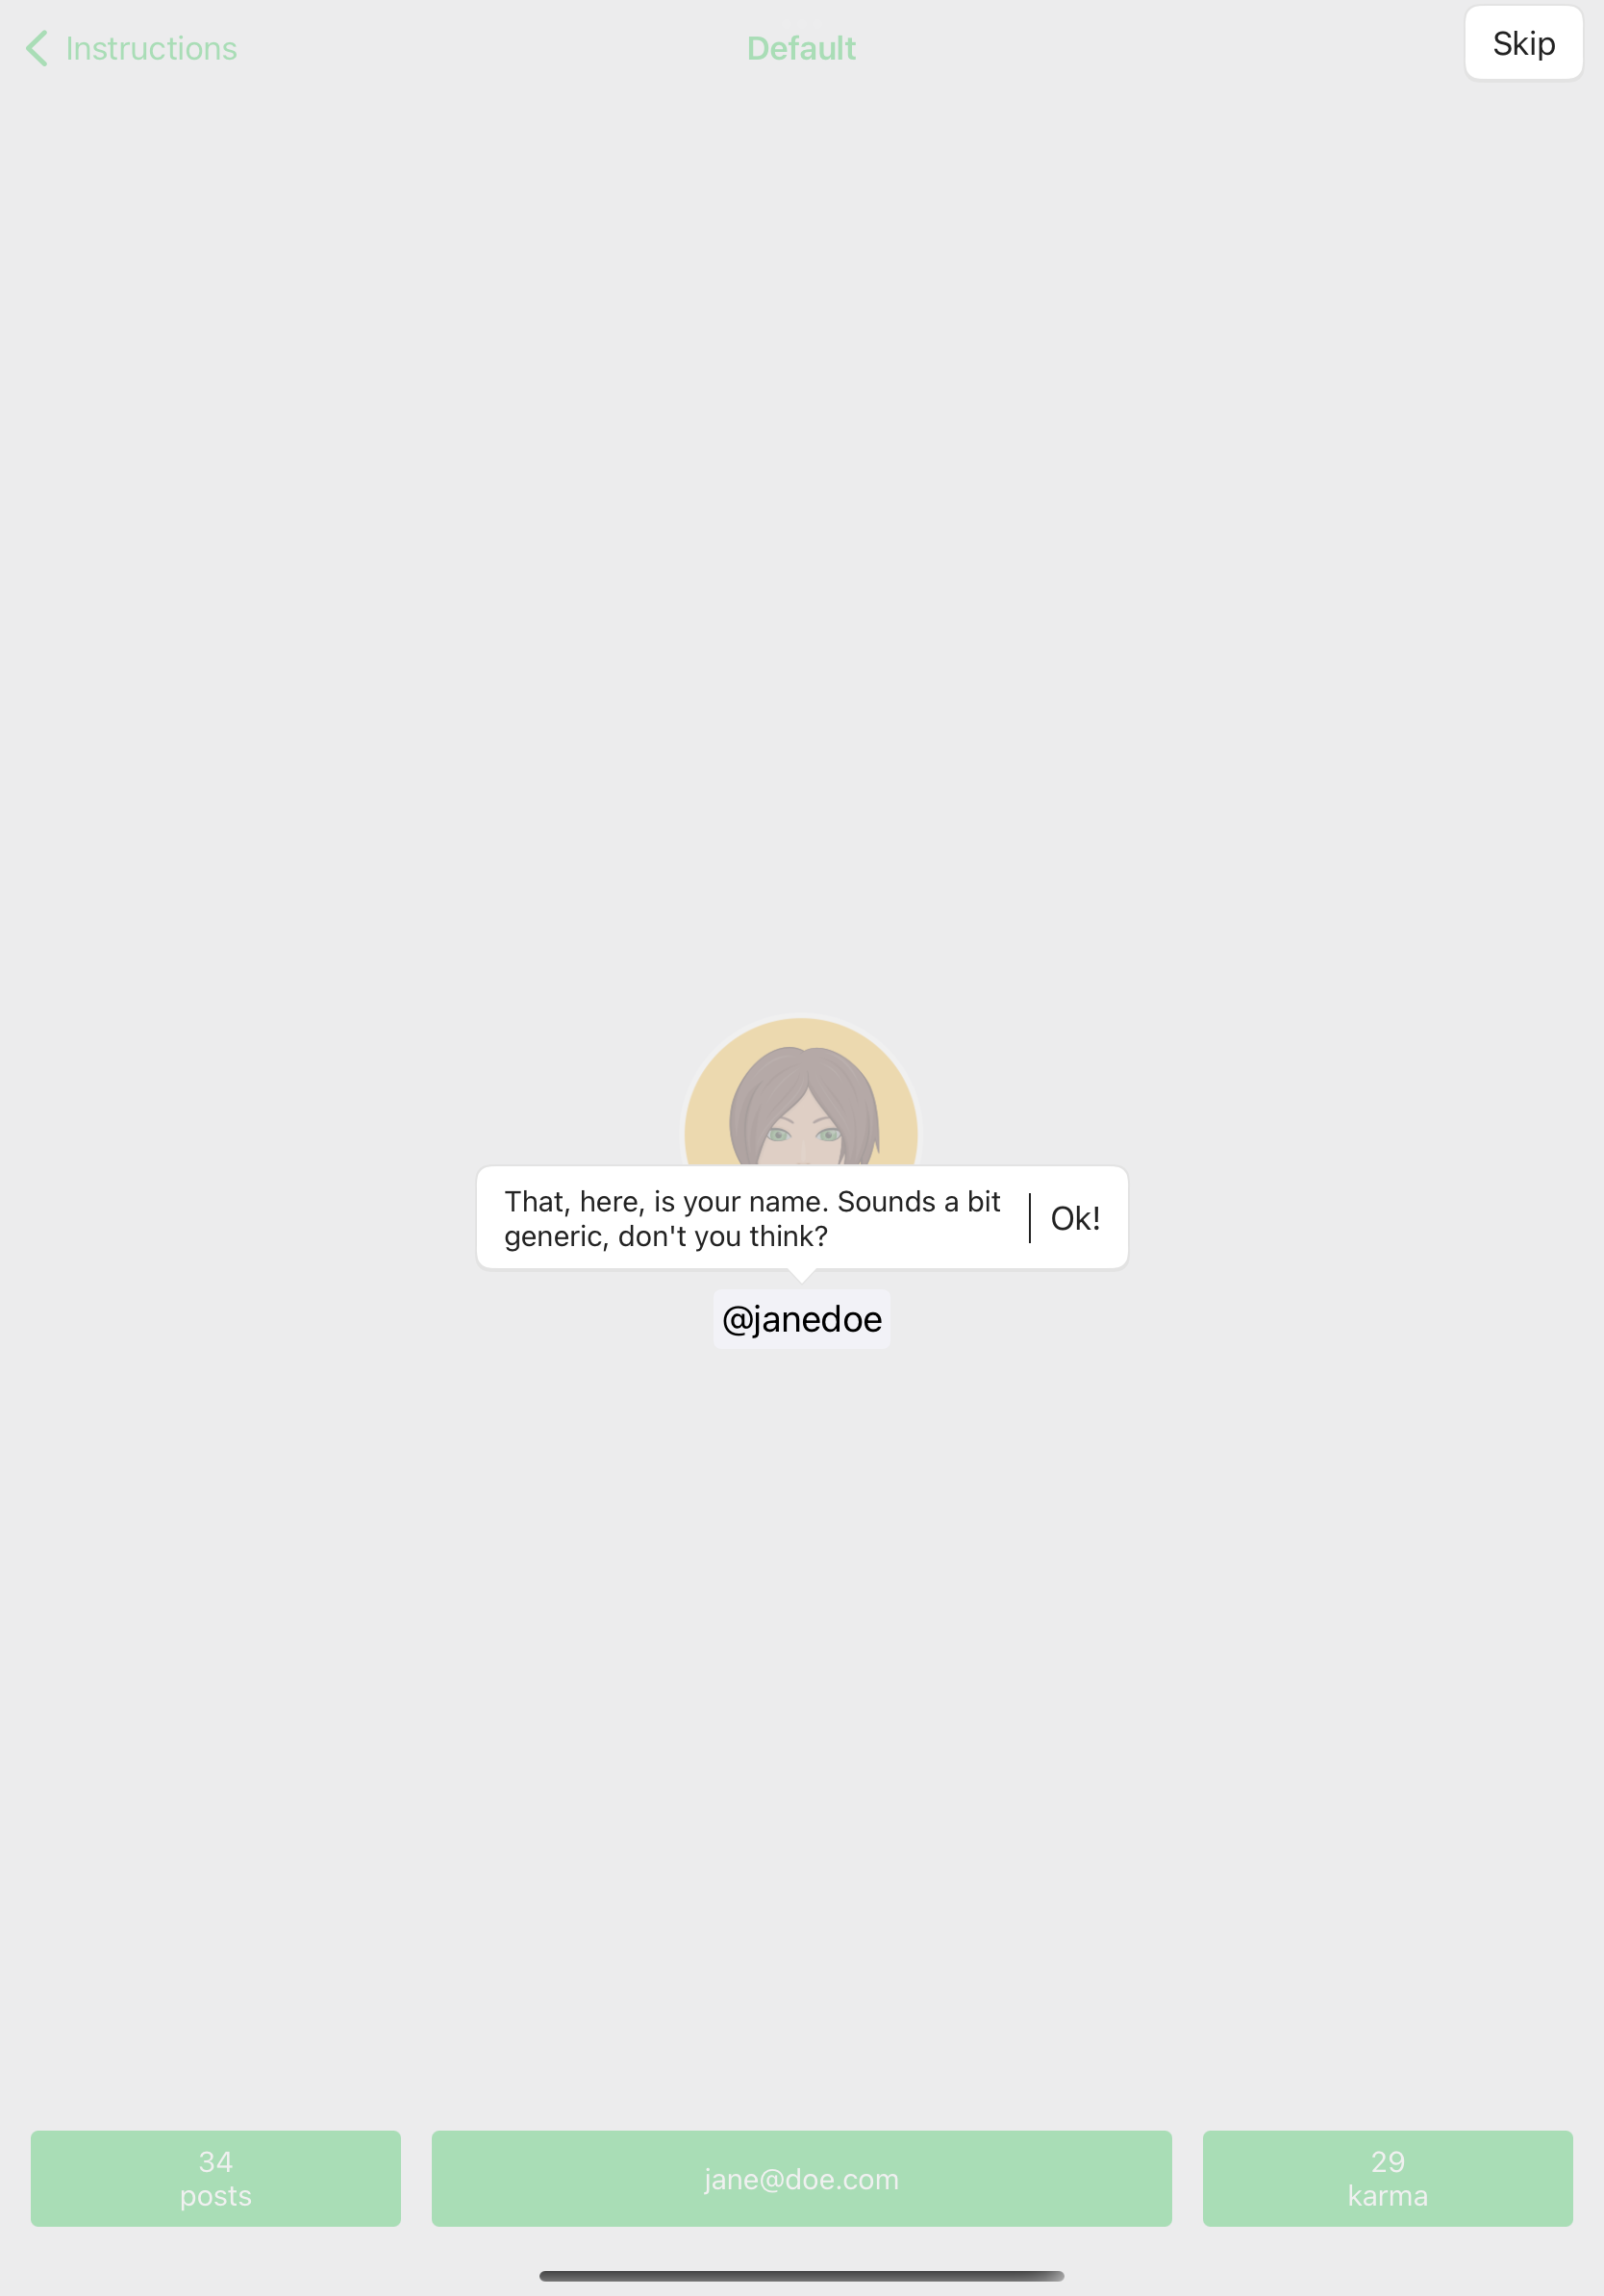 Instructions
Default
Skip
That, here, is your name. Sounds a bit
generic, don't you think?
Ok!
@janedoe
34
posts
jane@doe.com
29
karma